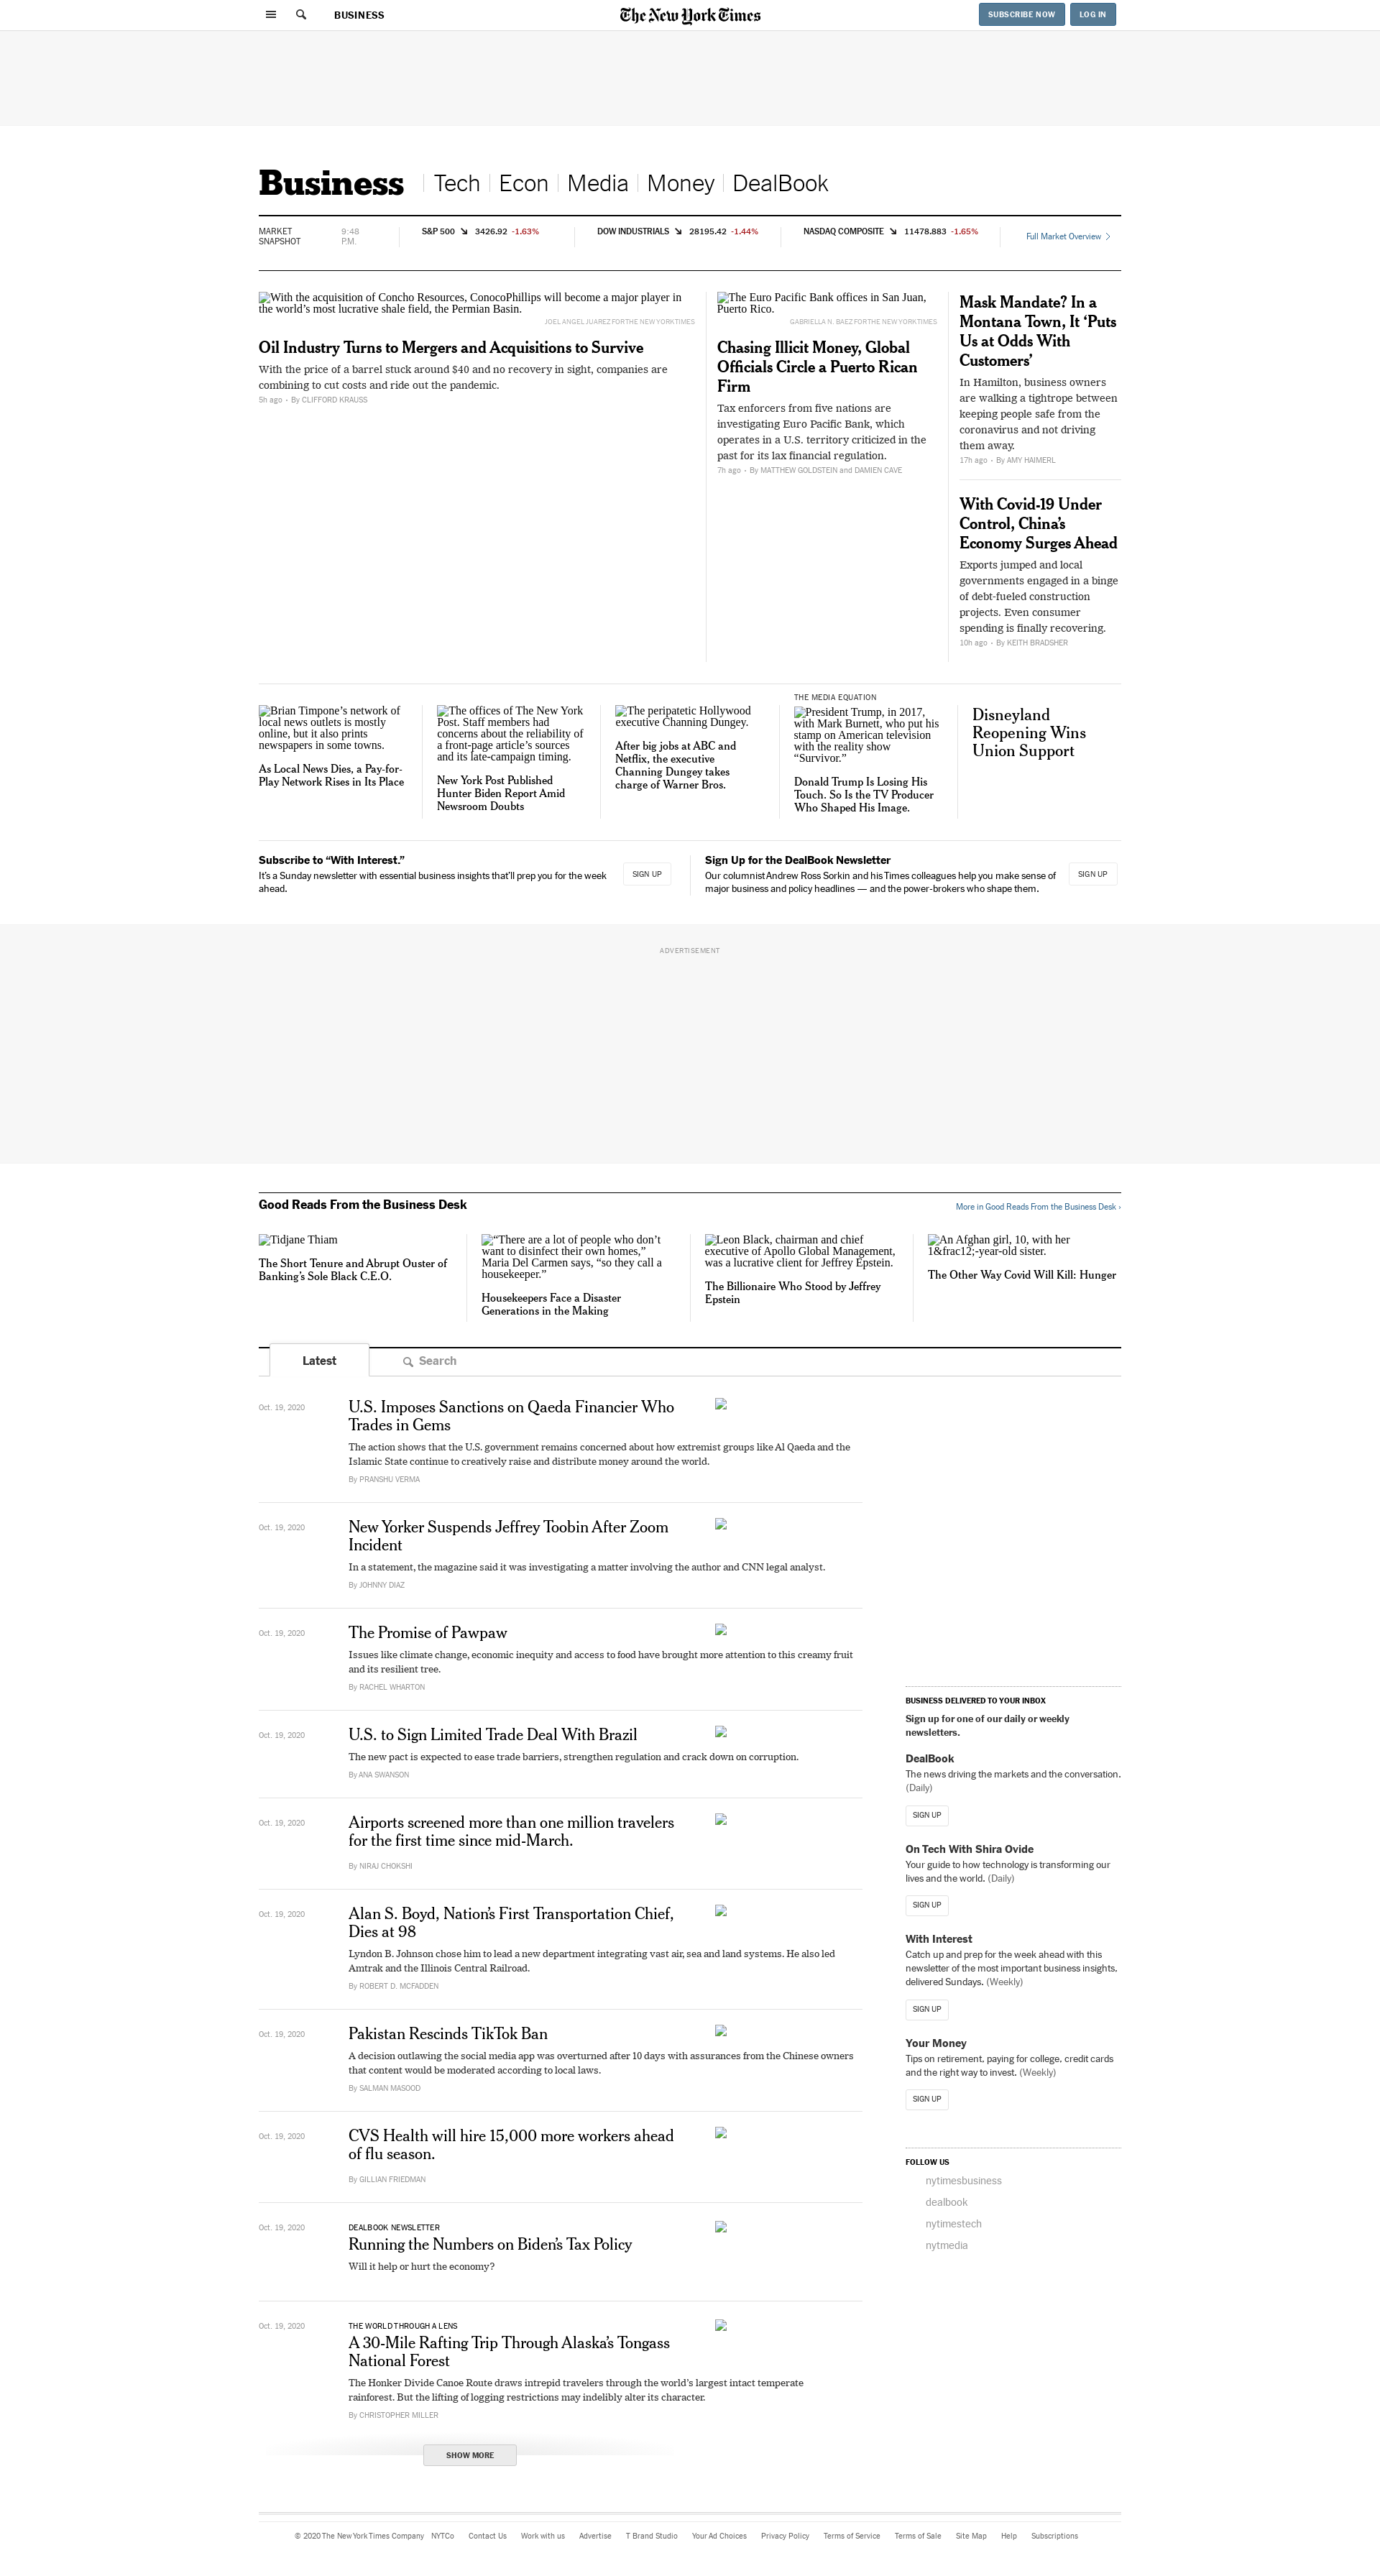 BUSINESS
The New York Times
SUBSCRIBE NOW
LOG IN
Business
Tech
Econ
Media
Money
DealBook
MARKET
SNAPSHOT
9:48
P.M.
S&P 500 3426.92 -1.63%
DOW INDUSTRIALS 28195.42 -1.44%
NASDAQ COMPOSITE 11478.883 -1.65%
Full Market Overview
With the acquisition of Concho Resources, ConocoPhillips will become a major player in
the world’s most lucrative shale field, the Permian Basin.
JOEL ANGEL JUAREZ FOR THE NEW YORK TIMES
Oil Industry Turns to Mergers and Acquisitions to Survive
With the price of a barrel stuck around $40 and no recovery in sight, companies are
combining to cut costs and ride out the pandemic.
5h ago • By CLIFFORD KRAUSS
The Euro Pacific Bank offices in San Juan,
Puerto Rico.
GABRIELLA N. BAEZ FOR THE NEW YORK TIMES
Chasing Illicit Money, Global
Officials Circle a Puerto Rican
Firm
Tax enforcers from five nations are
investigating Euro Pacific Bank, which
operates in a U.S. territory criticized in the
past for its lax financial regulation.
7h ago • By MATTHEW GOLDSTEIN and DAMIEN CAVE
Mask Mandate? In a
Montana Town, It ‘Puts
Us at Odds With
Customers’
In Hamilton, business owners
are walking a tightrope between
keeping people safe from the
coronavirus and not driving
them away.
17h ago • By AMY HAIMERL
With Covid-19 Under
Control, China’s
Economy Surges Ahead
Exports jumped and local
governments engaged in a binge
of debt-fueled construction
projects. Even consumer
spending is finally recovering.
10h ago • By KEITH BRADSHER
Brian Timpone’s network of
local news outlets is mostly
online, but it also prints
newspapers in some towns.
As Local News Dies, a Pay-for-
Play Network Rises in Its Place
The offices of The New York
Post. Staff members had
concerns about the reliability of
a front-page article’s sources
and its late-campaign timing.
New York Post Published
Hunter Biden Report Amid
Newsroom Doubts
The peripatetic Hollywood
executive Channing Dungey.
After big jobs at ABC and
Netflix, the executive
Channing Dungey takes
charge of Warner Bros.
THE MEDIA EQUATION
President Trump, in 2017,
with Mark Burnett, who put his
stamp on American television
with the reality show
“Survivor.”
Donald Trump Is Losing His
Touch. So Is the TV Producer
Who Shaped His Image.
Disneyland
Reopening Wins
Union Support
Subscribe to “With Interest.”
It’s a Sunday newsletter with essential business insights that’ll prep you for the week
ahead.
SIGN UP
Sign Up for the DealBook Newsletter
Our columnist Andrew Ross Sorkin and his Times colleagues help you make sense of
major business and policy headlines — and the power-brokers who shape them.
SIGN UP
ADVERTISEMENT
Good Reads From the Business Desk
More in Good Reads From the Business Desk ›
Tidjane Thiam
The Short Tenure and Abrupt Ouster of
Banking’s Sole Black C.E.O.
“There are a lot of people who don’t
want to disinfect their own homes,”
Maria Del Carmen says, “so they call a
housekeeper.”
Housekeepers Face a Disaster
Generations in the Making
Leon Black, chairman and chief
executive of Apollo Global Management,
was a lucrative client for Jeffrey Epstein.
The Billionaire Who Stood by Jeffrey
Epstein
An Afghan girl, 10, with her
1&frac12;-year-old sister.
The Other Way Covid Will Kill: Hunger
Latest
Search
Oct. 19, 2020
U.S. Imposes Sanctions on Qaeda Financier Who
Trades in Gems
The action shows that the U.S. government remains concerned about how extremist groups like Al Qaeda and the
Islamic State continue to creatively raise and distribute money around the world.
By PRANSHU VERMA
Oct. 19, 2020
New Yorker Suspends Jeffrey Toobin After Zoom
Incident
In a statement, the magazine said it was investigating a matter involving the author and CNN legal analyst.
By JOHNNY DIAZ
Oct. 19, 2020
The Promise of Pawpaw
Issues like climate change, economic inequity and access to food have brought more attention to this creamy fruit
and its resilient tree.
By RACHEL WHARTON
Oct. 19, 2020
U.S. to Sign Limited Trade Deal With Brazil
The new pact is expected to ease trade barriers, strengthen regulation and crack down on corruption.
By ANA SWANSON
Oct. 19, 2020
Airports screened more than one million travelers
for the first time since mid-March.
By NIRAJ CHOKSHI
Oct. 19, 2020
Alan S. Boyd, Nation’s First Transportation Chief,
Dies at 98
Lyndon B. Johnson chose him to lead a new department integrating vast air, sea and land systems. He also led
Amtrak and the Illinois Central Railroad.
By ROBERT D. MCFADDEN
Oct. 19, 2020
Pakistan Rescinds TikTok Ban
A decision outlawing the social media app was overturned after 10 days with assurances from the Chinese owners
that content would be moderated according to local laws.
By SALMAN MASOOD
Oct. 19, 2020
CVS Health will hire 15,000 more workers ahead
of flu season.
By GILLIAN FRIEDMAN
Oct. 19, 2020
DEALBOOK NEWSLETTER
Running the Numbers on Biden’s Tax Policy
Will it help or hurt the economy?
Oct. 19, 2020
THE WORLD THROUGH A LENS
A 30-Mile Rafting Trip Through Alaska’s Tongass
National Forest
The Honker Divide Canoe Route draws intrepid travelers through the world’s largest intact temperate
rainforest. But the lifting of logging restrictions may indelibly alter its character.
By CHRISTOPHER MILLER
SHOW MORE
BUSINESS DELIVERED TO YOUR INBOX
Sign up for one of our daily or weekly
newsletters.
DealBook
The news driving the markets and the conversation.
(Daily)
SIGN UP
On Tech With Shira Ovide
Your guide to how technology is transforming our
lives and the world. (Daily)
SIGN UP
With Interest
Catch up and prep for the week ahead with this
newsletter of the most important business insights,
delivered Sundays. (Weekly)
SIGN UP
Your Money
Tips on retirement, paying for college, credit cards
and the right way to invest. (Weekly)
SIGN UP
FOLLOW US
nytimesbusiness
dealbook
nytimestech
nytmedia
© 2020 The New York Times Company NYTCo Contact Us Work with us Advertise T Brand Studio Your Ad Choices Privacy Policy Terms of Service Terms of Sale Site Map Help Subscriptions